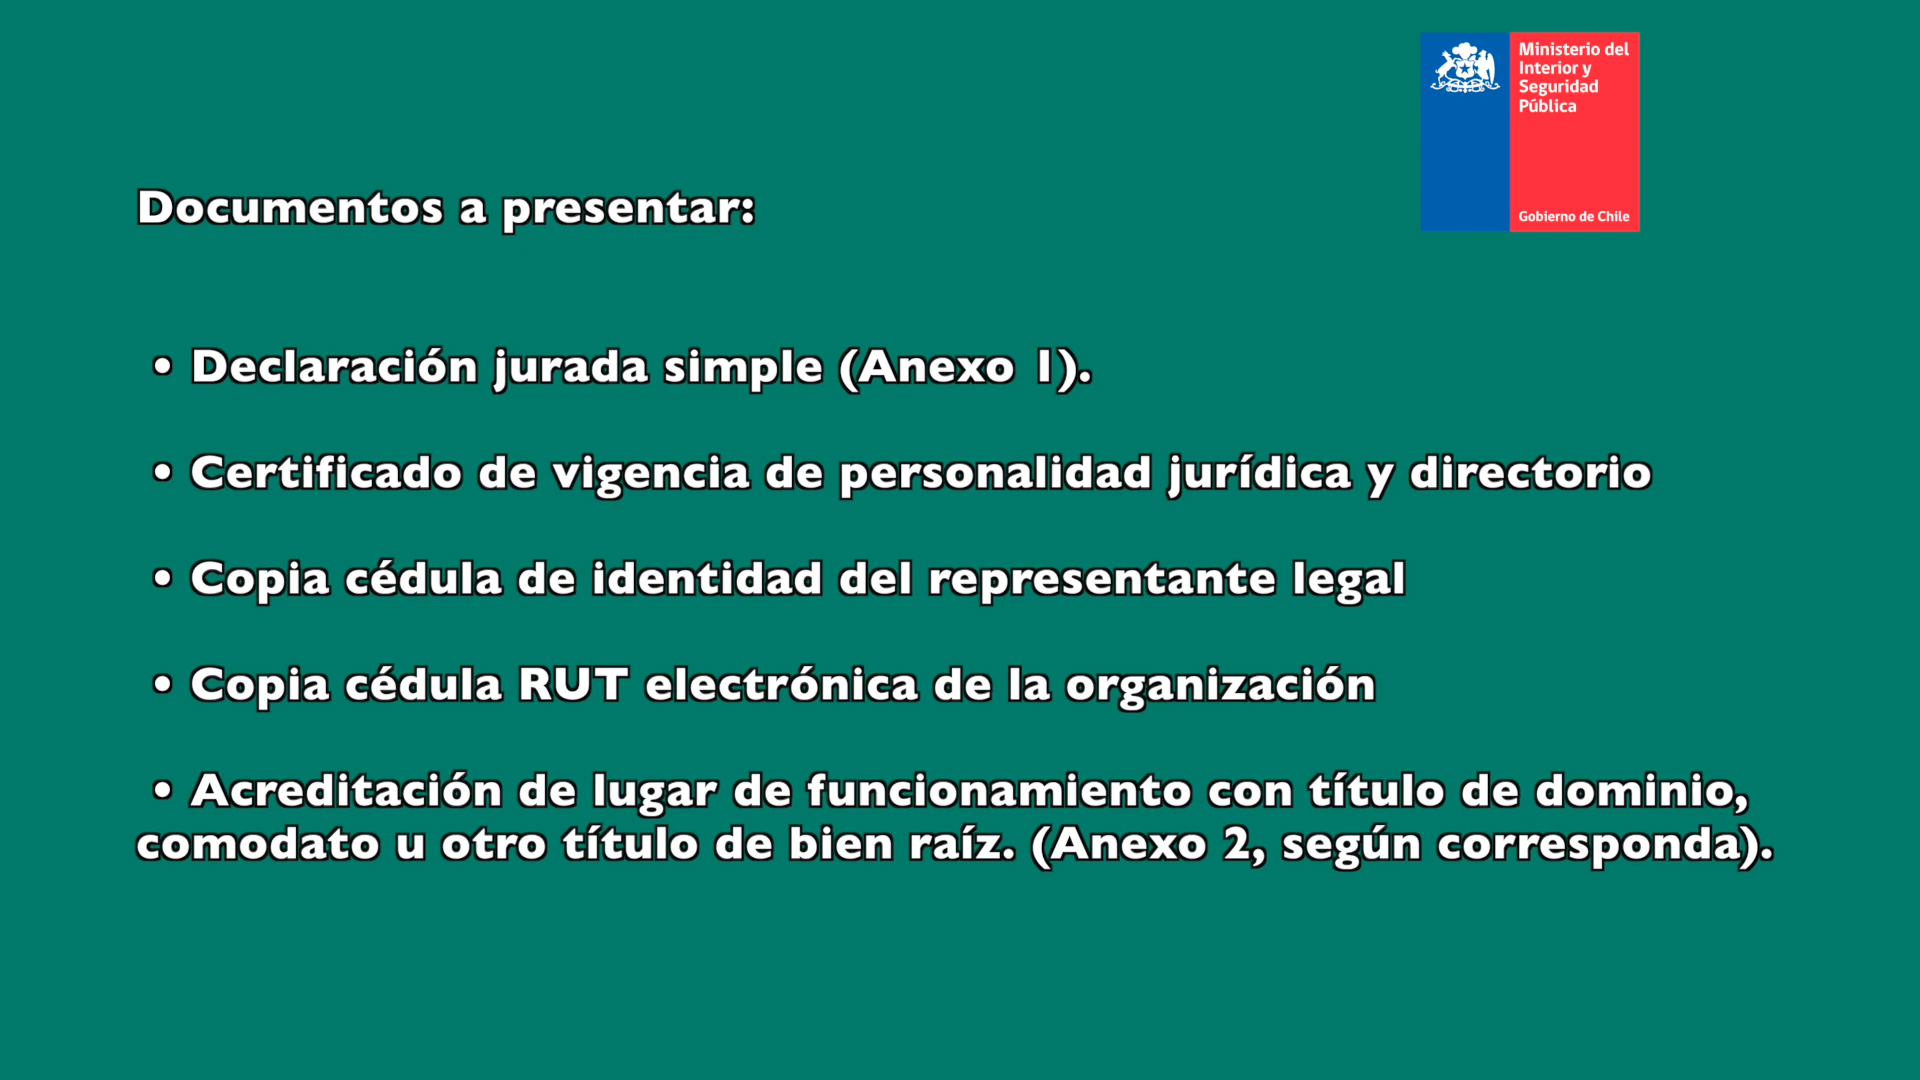 Ministerio del
Interior y
Seguridad
Pública
Gobierno de Chile
Documentos a presentar:
• Declaración jurada simple (Anexo 1).
• Certificado de vigencia de personalidad jurídica y directorio
• Copia cédula de identidad del representante legal
• Copia cédula RUT electrónica de la organización
• Acreditación de lugar de funcionamiento con título de dominio,
comodato u otro título de bien raíz. (Anexo 2, según corresponda).